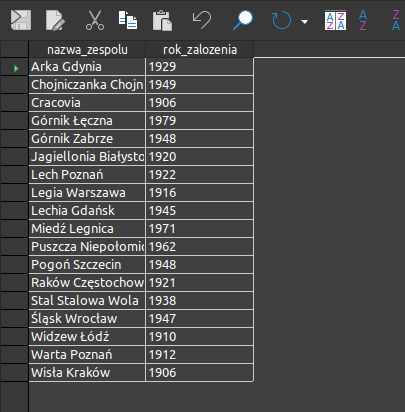 nazwa_zespolu rok_zalozenia
Arka Gdynia 1929
Chojniczanka Chojn 1949
Cracovia 1906
Górnik Łęczna 1979
Górnik Zabrze 1948
Jagiellonia Białysto 1920
Lech Poznań 1922
Legia Warszawa 1916
Lechia Gdańsk 1945
Miedź Legnica 1971
Puszcza Niepołomic 1962
Pogoń Szczecin 1948
Raków Częstochow 1921
Stal Stalowa Wola 1938
Śląsk Wrocław 1947
Widzew Łódź 1910
Warta Poznań 1912
Wisła Kraków 1906